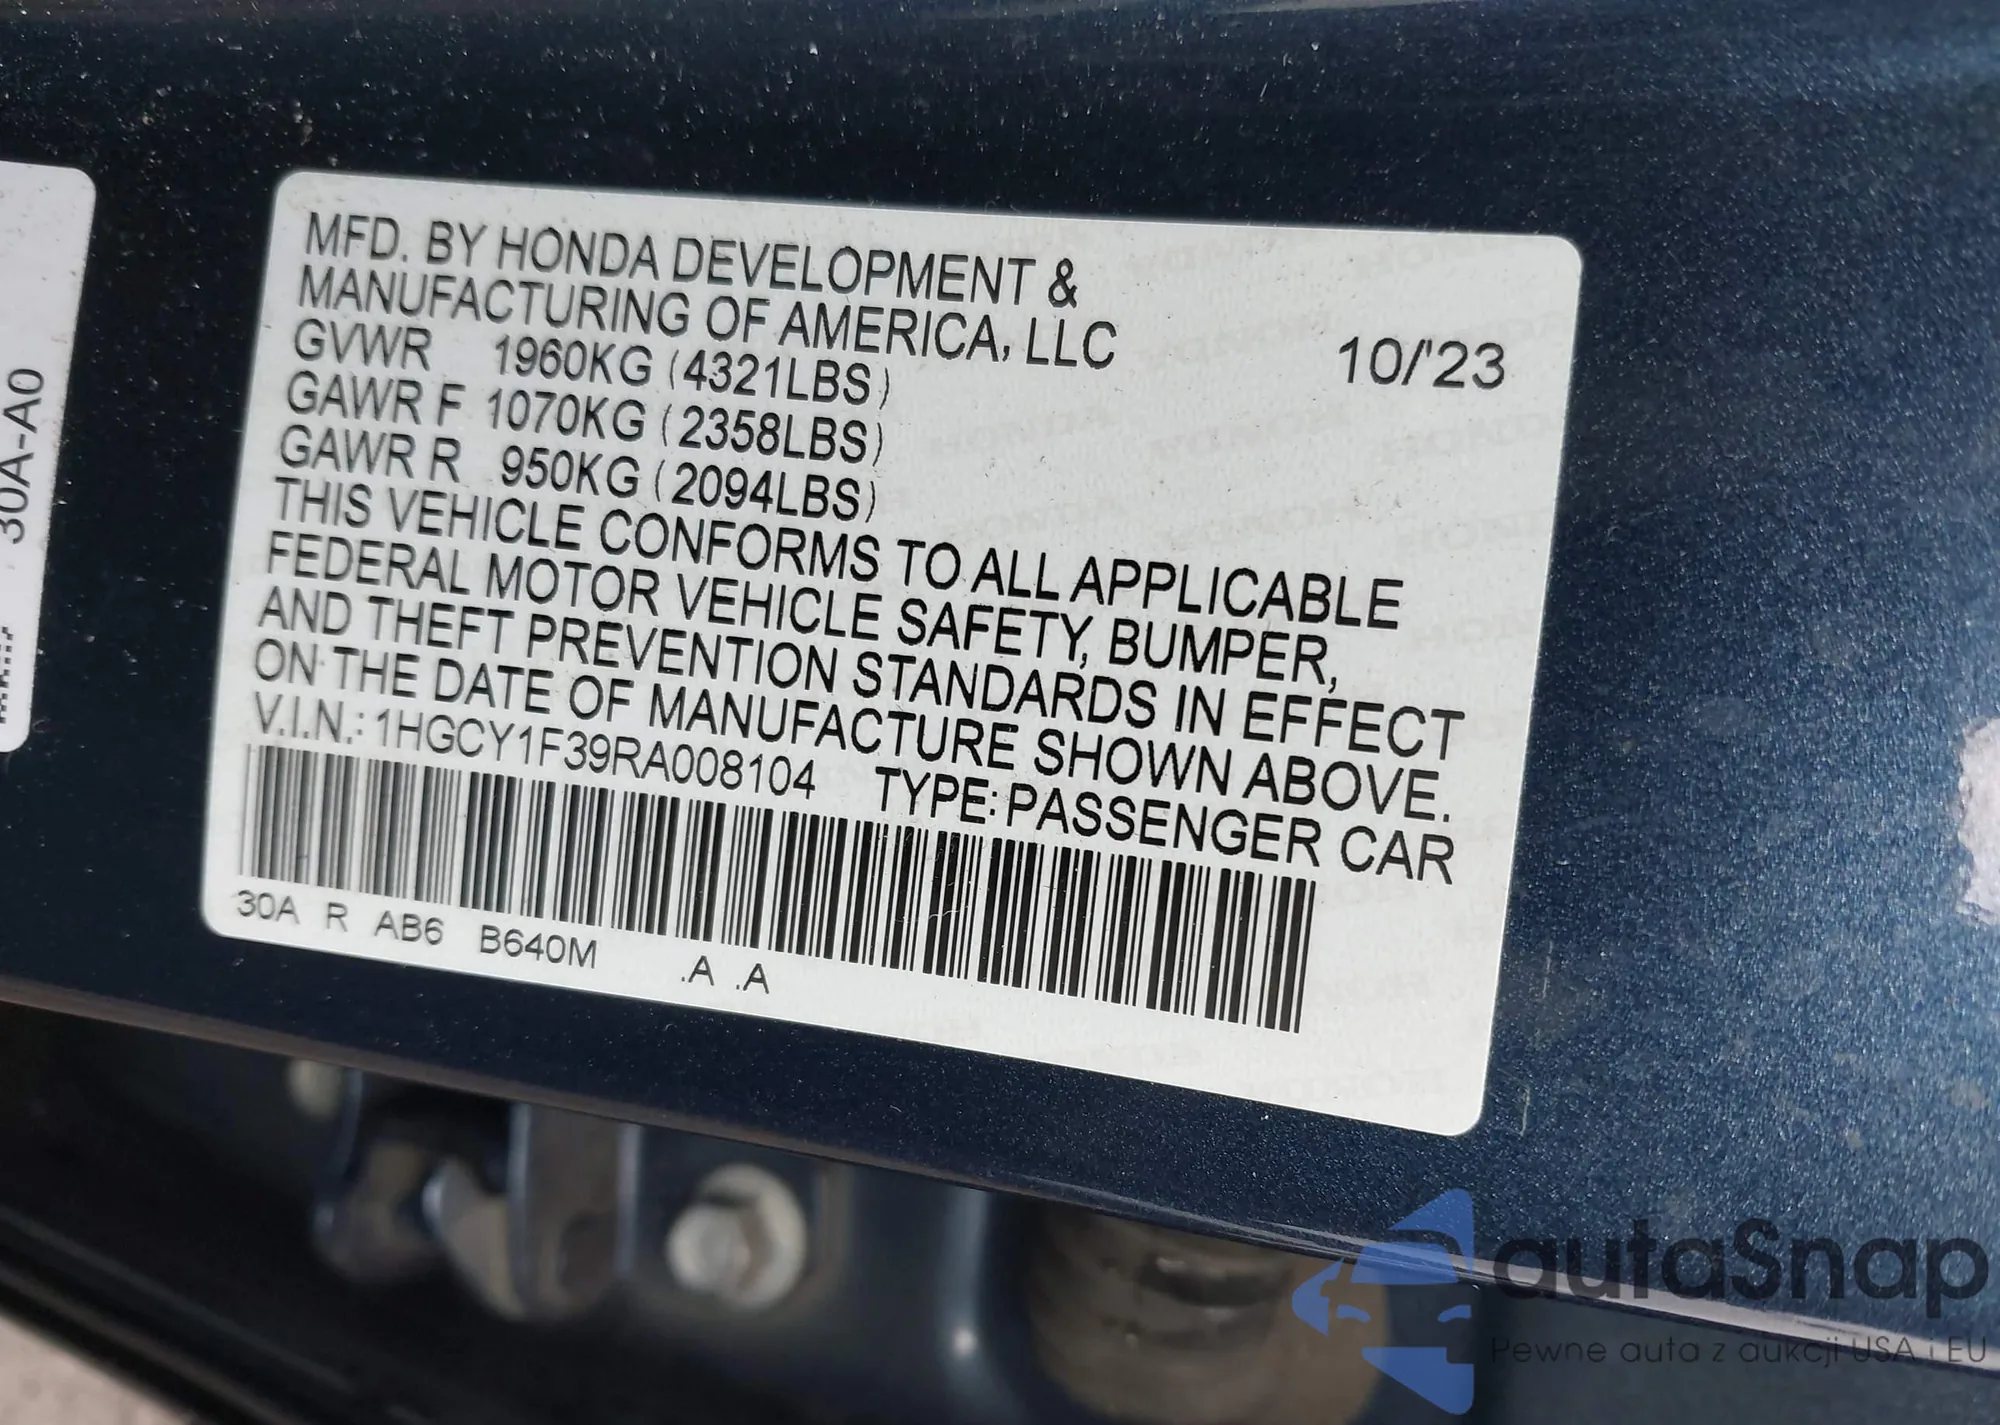 30A-A0
MFD. BY HONDA DEVELOPMENT &
MANUFACTURING OF AMERICA, LLC 10/'23
GVWR 1960KG (4321LBS)
GAWR F 1070KG (2358LBS)
GAWR R 950KG (2094LBS)
THIS VEHICLE CONFORMS TO ALL APPLICABLE
FEDERAL MOTOR VEHICLE SAFETY, BUMPER,
AND THEFT PREVENTION STANDARDS IN EFFECT
ON THE DATE OF MANUFACTURE SHOWN ABOVE.
V.I.N.: 1HGCY1F39RA008104 TYPE: PASSENGER CAR
30A R AB6 B640M .A .A
autaSnap
Pewne auta z aukcji USA i EU